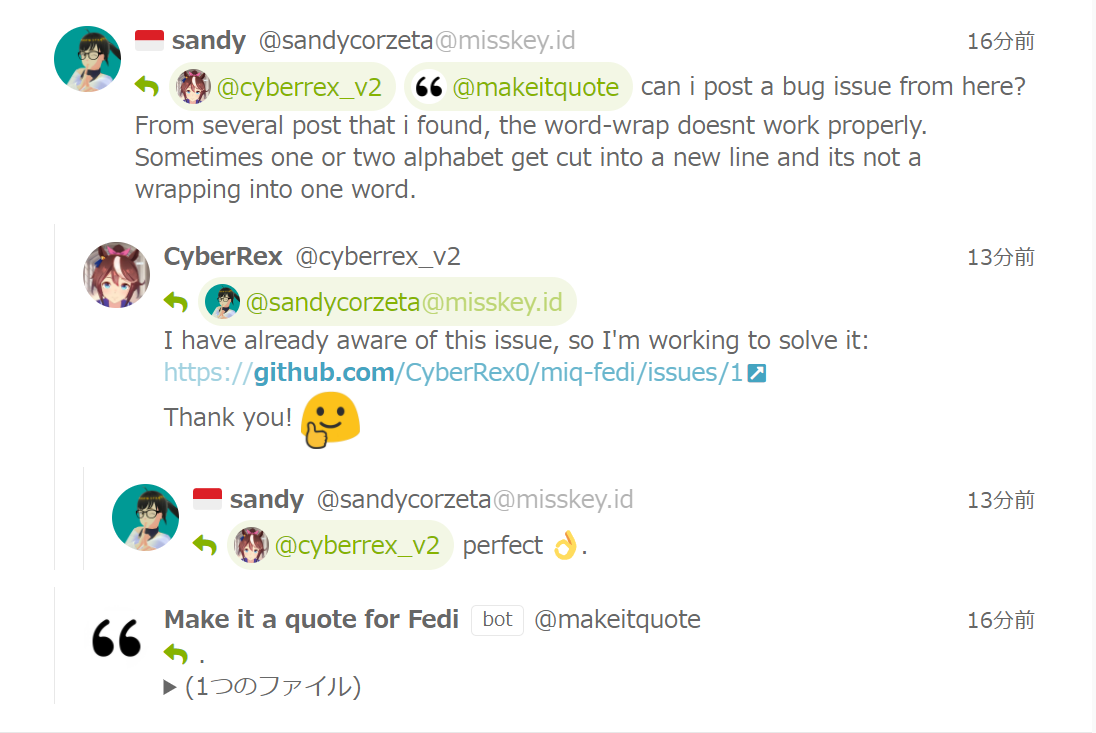 sandy @sandycorzeta@misskey.id 16分前
@cyberrex_v2 @makeitquote can i post a bug issue from here?
From several post that i found, the word-wrap doesnt work properly.
Sometimes one or two alphabet get cut into a new line and its not a
wrapping into one word.
CyberRex @cyberrex_v2 13分前
@sandycorzeta@misskey.id
I have already aware of this issue, so I'm working to solve it:
https://github.com/CyberRex0/miq-fedi/issues/1
Thank you!
sandy @sandycorzeta@misskey.id 13分前
@cyberrex_v2 perfect 👌.
Make it a quote for Fedi bot @makeitquote 16分前
.
▶ (1つのファイル)